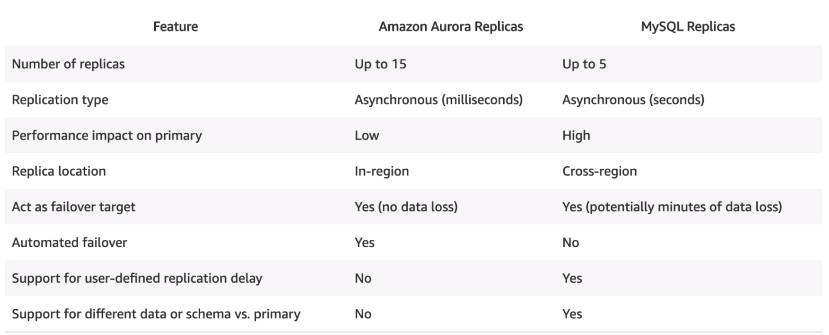 Feature Amazon Aurora Replicas MySQL Replicas
Number of replicas Up to 15 Up to 5
Replication type Asynchronous (milliseconds) Asynchronous (seconds)
Performance impact on primary Low High
Replica location In-region Cross-region
Act as failover target Yes (no data loss) Yes (potentially minutes of data loss)
Automated failover Yes No
Support for user-defined replication delay No Yes
Support for different data or schema vs. primary No Yes